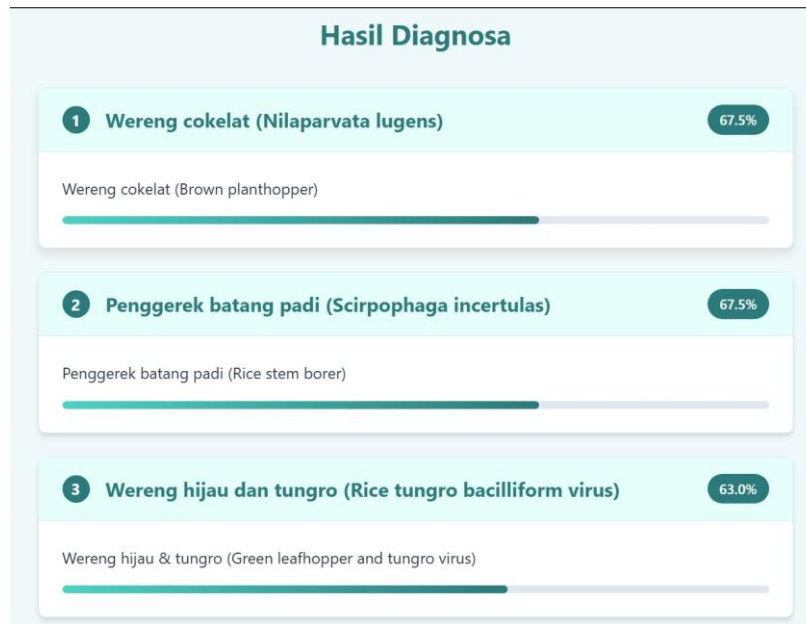 Hasil Diagnosa
1 Wereng cokelat (Nilaparvata lugens) 67.5%
Wereng cokelat (Brown planthopper)
2 Penggerek batang padi (Scirpophaga incertulas) 67.5%
Penggerek batang padi (Rice stem borer)
3 Wereng hijau dan tungro (Rice tungro bacilliform virus) 63.0%
Wereng hijau & tungro (Green leafhopper and tungro virus)